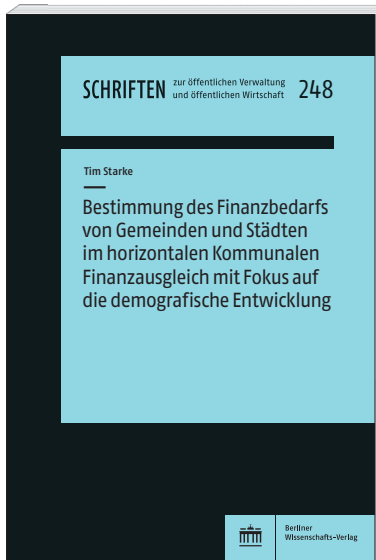 SCHRIFTEN zur öffentlichen Verwaltung und öffentlichen Wirtschaft 248
Tim Starke
Bestimmung des Finanzbedarfs
von Gemeinden und Städten
im horizontalen Kommunalen
Finanzausgleich mit Fokus auf
die demografische Entwicklung
Berliner
Wissenschafts-Verlag